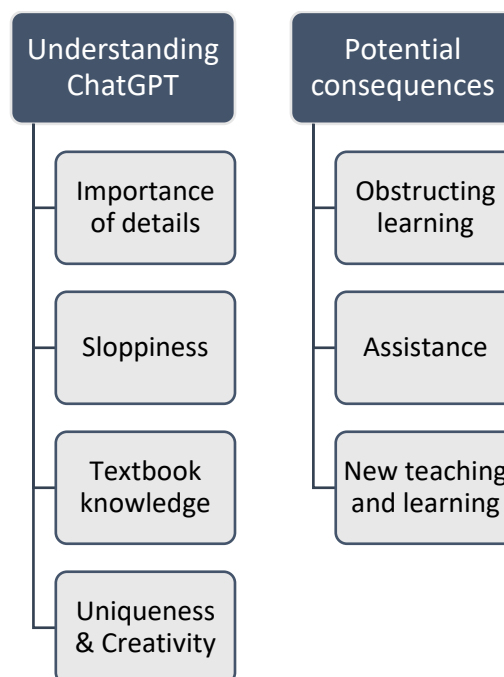 Understanding
ChatGPT
Importance
of details
Sloppiness
Textbook
knowledge
Uniqueness
& Creativity
Potential
consequences
Obstructing
learning
Assistance
New teaching
and learning